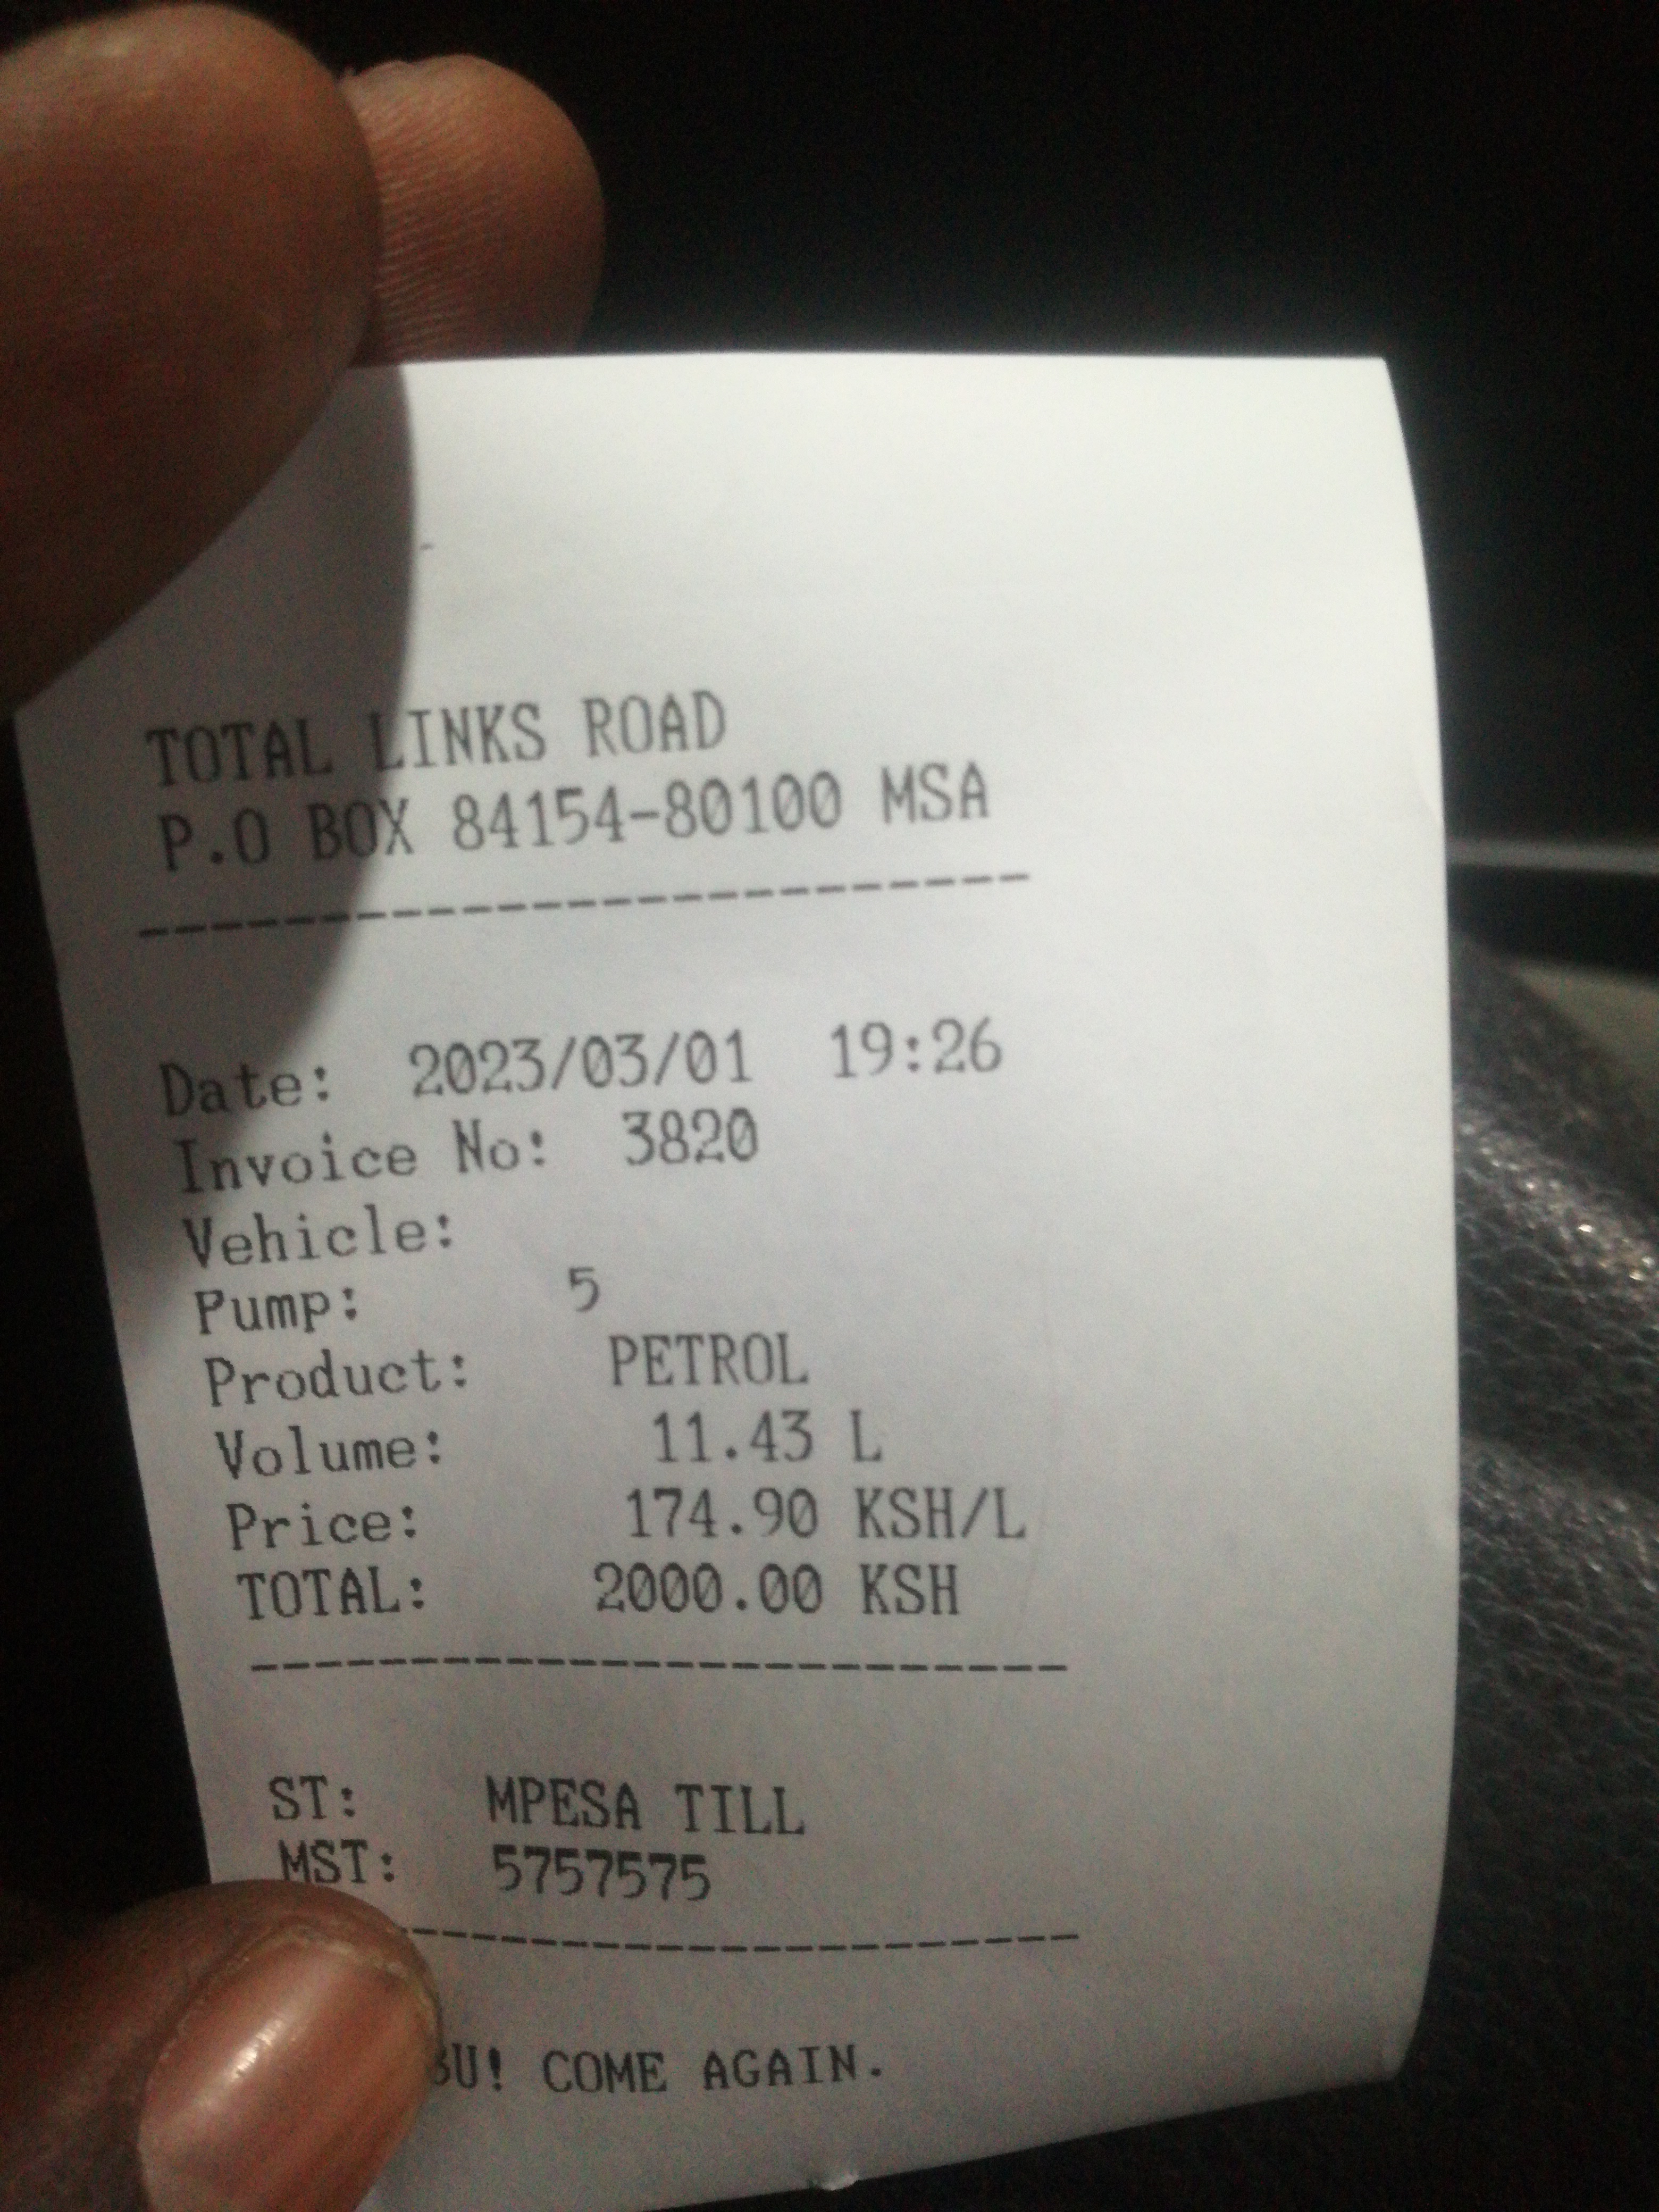 TOTAL LINKS ROAD
P.O BOX 84154-80100 MSA
--------------------------
Date: 2023/03/01 19:26
Invoice No: 3820
Vehicle:
Pump: 5
Product: PETROL
Volume: 11.43 L
Price: 174.90 KSH/L
TOTAL: 2000.00 KSH
--------------------------
ST: MPESA TILL
MST: 5757575
--------------------------
COME AGAIN.